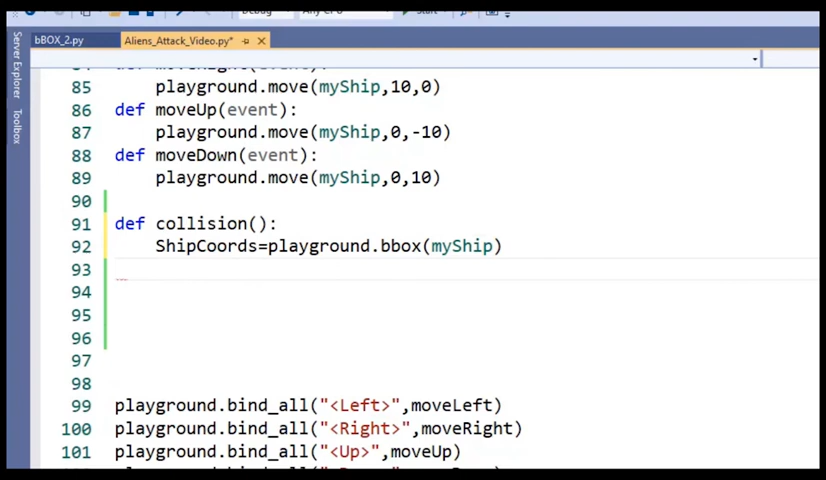 Server Explorer
Toolbox
bBOX_2.py
Aliens_Attack_Video.py*
85 playground.move(myShip,10,0)
86 def moveUp(event):
87 playground.move(myShip,0,-10)
88 def moveDown(event):
89 playground.move(myShip,0,10)
90
91 def collision():
92 ShipCoords=playground.bbox(myShip)
93
94
95
96
97
98
99 playground.bind_all("<Left>",moveLeft)
100 playground.bind_all("<Right>",moveRight)
101 playground.bind_all("<Up>",moveUp)